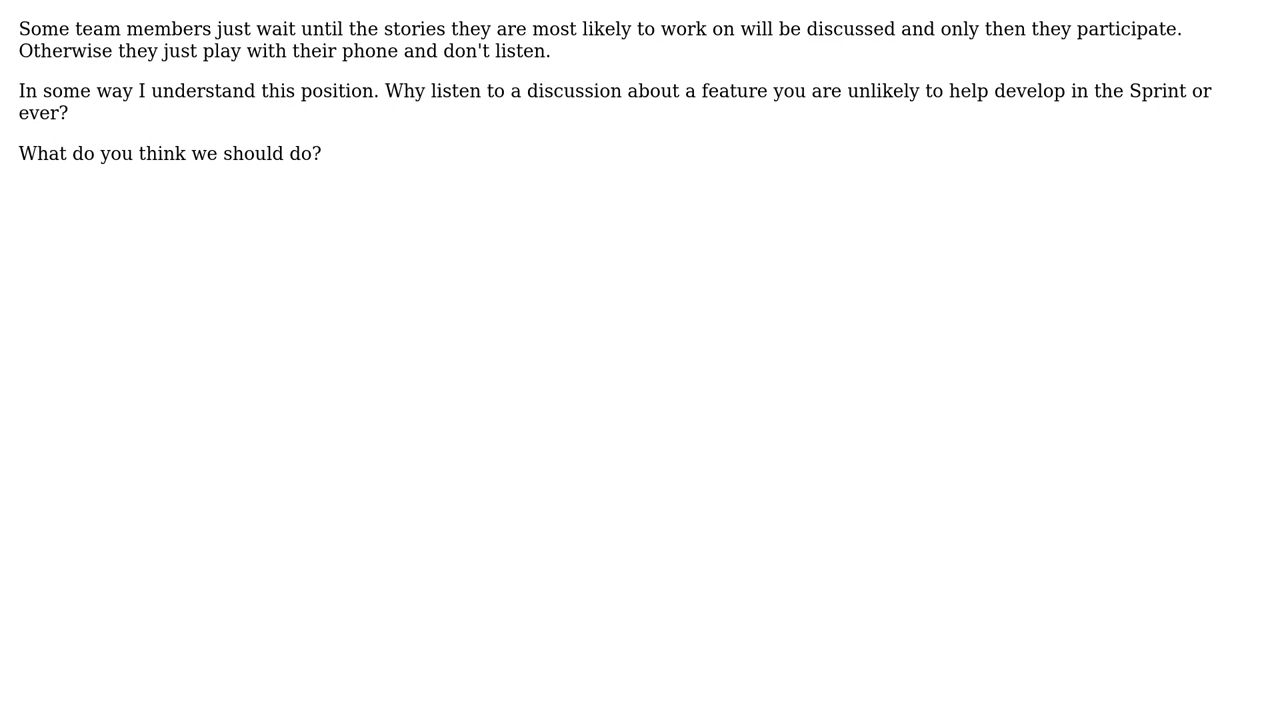 Some team members just wait until the stories they are most likely to work on will be discussed and only then they participate.
Otherwise they just play with their phone and don't listen.
In some way I understand this position. Why listen to a discussion about a feature you are unlikely to help develop in the Sprint or
ever?
What do you think we should do?